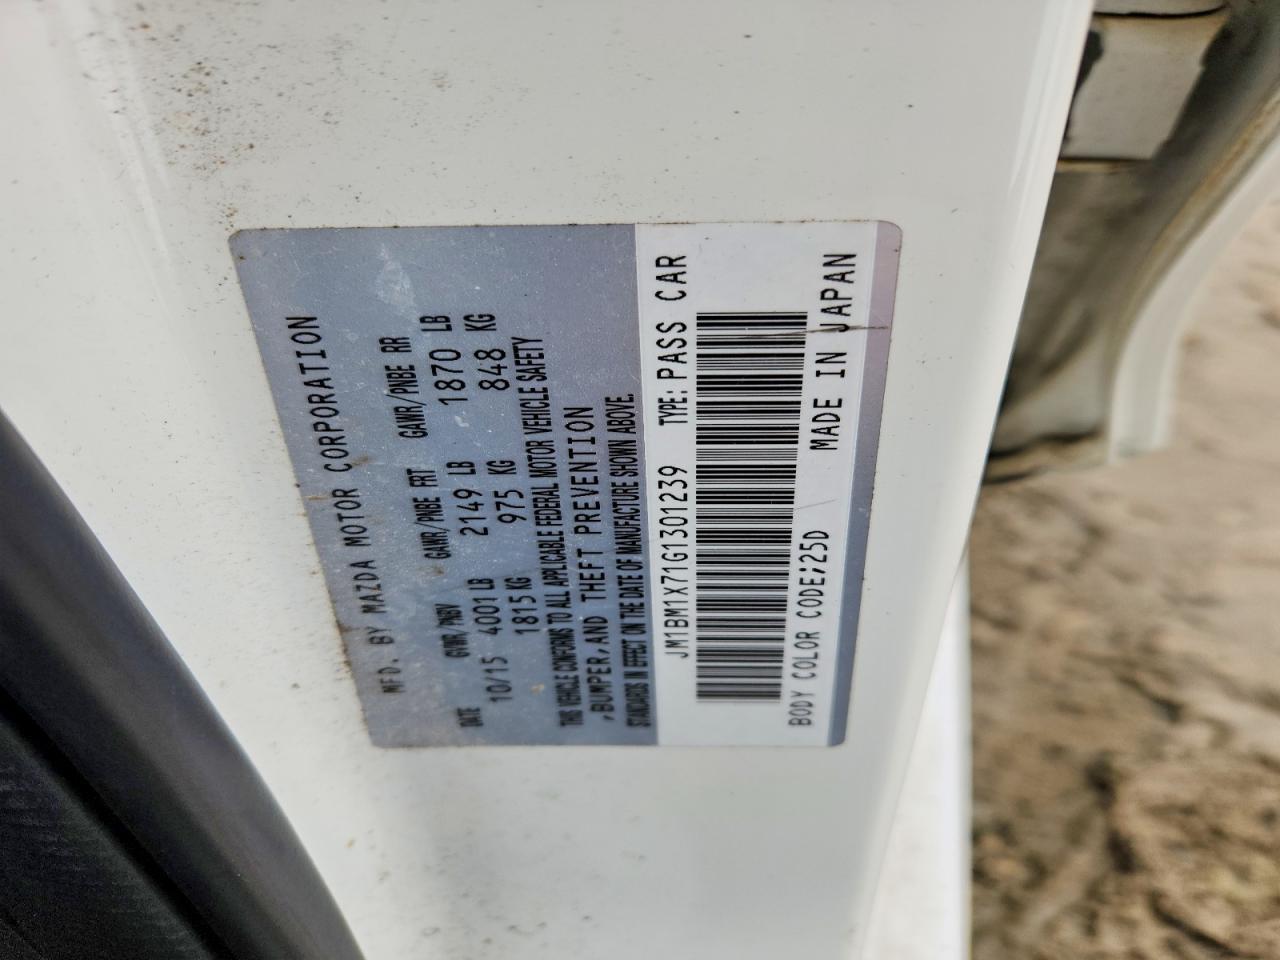 MFD. BY MAZDA MOTOR CORPORATION
DATE GVWR/PNBV GAWR/PNBE FRT GAWR/PNBE RR
10/15 4001 LB 2149 LB 1870 LB
1815 KG 975 KG 848 KG
THIS VEHICLE CONFORMS TO ALL APPLICABLE FEDERAL MOTOR VEHICLE SAFETY
,BUMPER,AND THEFT PREVENTION
STANDARDS IN EFFECT ON THE DATE OF MANUFACTURE SHOWN ABOVE.
JM1BM1X71G1301239 TYPE: PASS CAR
BODY COLOR CODE;25D MADE IN JAPAN